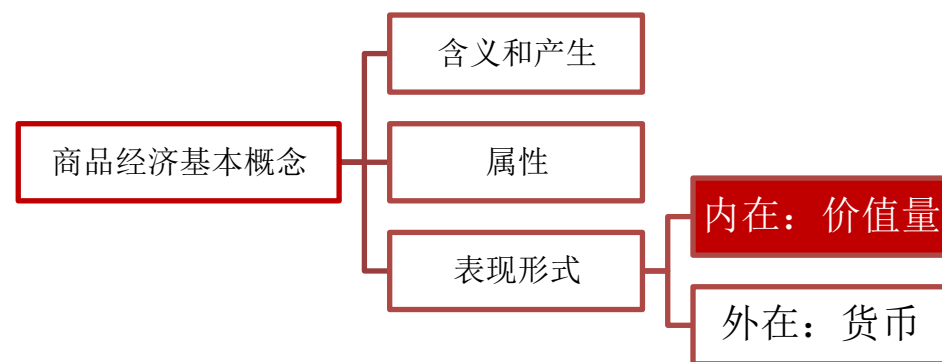 含义和产生
商品经济基本概念
属性
内在：价值量
表现形式
外在：货币